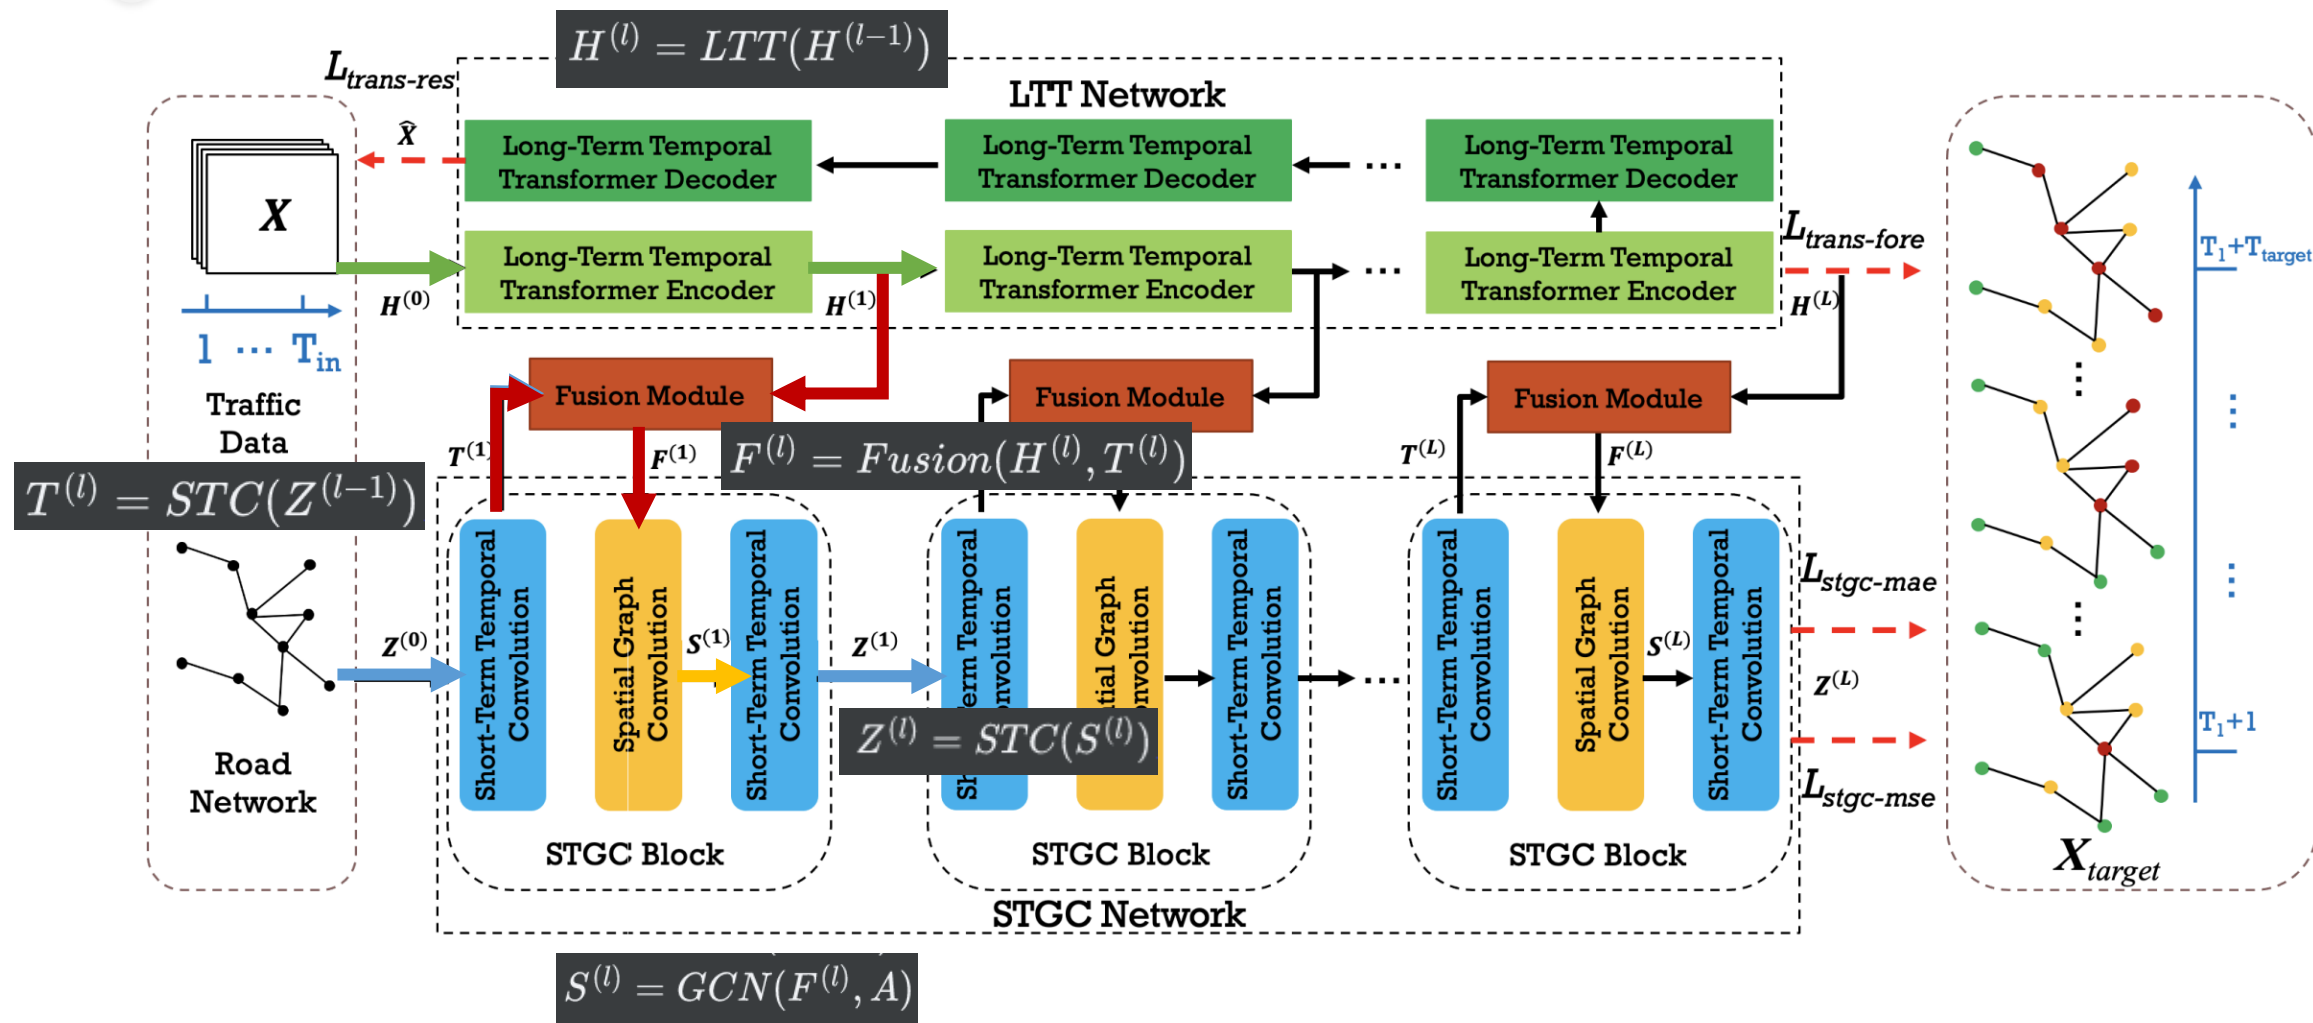 H^(l) = LTT(H^(l-1))
L_trans-res
LTT Network
X̂
Long-Term Temporal
Transformer Decoder
Long-Term Temporal
Transformer Decoder
...
Long-Term Temporal
Transformer Decoder
X
H^(0)
Long-Term Temporal
Transformer Encoder
H^(1)
Long-Term Temporal
Transformer Encoder
...
Long-Term Temporal
Transformer Encoder
L_trans-fore
H^(L)
1 ... T_in
Traffic
Data
T^(l) = STC(Z^(l-1))
Fusion Module
Fusion Module
Fusion Module
T^(1)
F^(1)
F^(l) = Fusion(H^(l), T^(l))
T^(L)
F^(L)
Z^(0)
Road
Network
Short-Term Temporal
Convolution
Spatial Graph
Convolution
S^(1)
Short-Term Temporal
Convolution
Z^(1)
Z^(l) = STC(S^(l))
Short-Term Temporal
Convolution
...
Short-Term Temporal
Convolution
Spatial Graph
Convolution
S^(L)
Short-Term Temporal
Convolution
STGC Block
STGC Block
STGC Block
STGC Network
S^(l) = GCN(F^(l), A)
L_stgc-mae
Z^(L)
L_stgc-mse
T_1+T_target
⋮
⋮
⋮
⋮
T_1+1
X_target